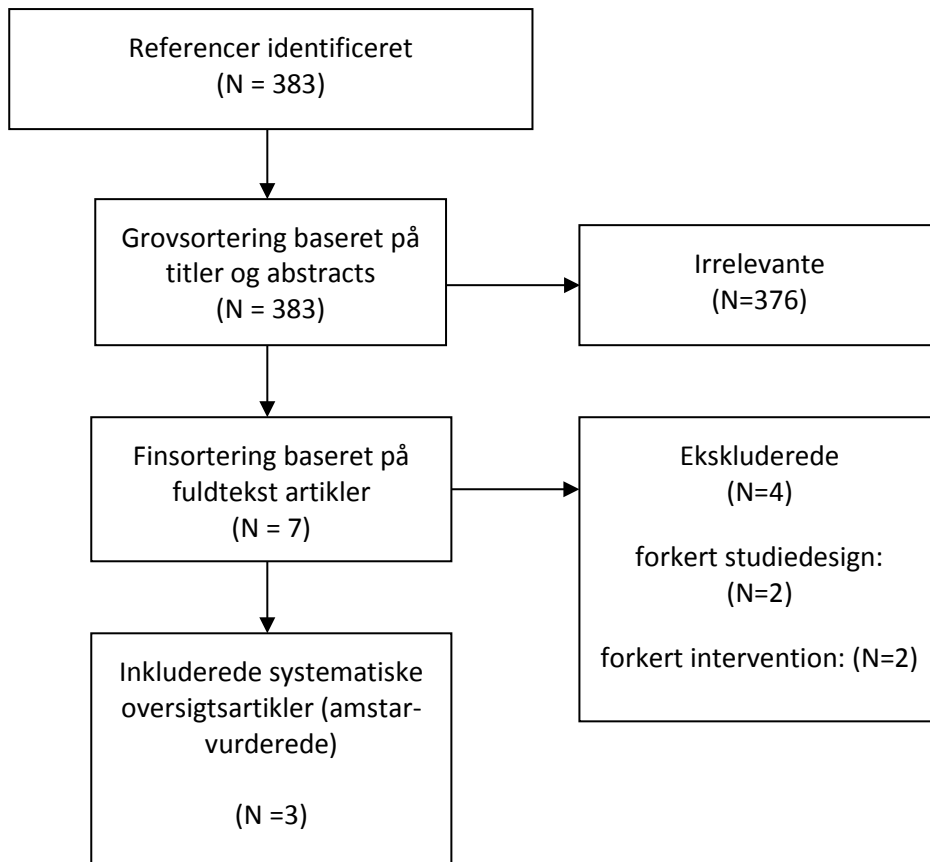 Referencer identificeret
(N = 383)
Grovsortering baseret på
titler og abstracts
(N = 383)
Irrelevante
(N=376)
Finsortering baseret på
fuldtekst artikler
(N = 7)
Ekskluderede
(N=4)
forkert studiedesign:
(N=2)
forkert intervention: (N=2)
Inkluderede systematiske
oversigtsartikler (amstar-
vurderede)
(N =3)